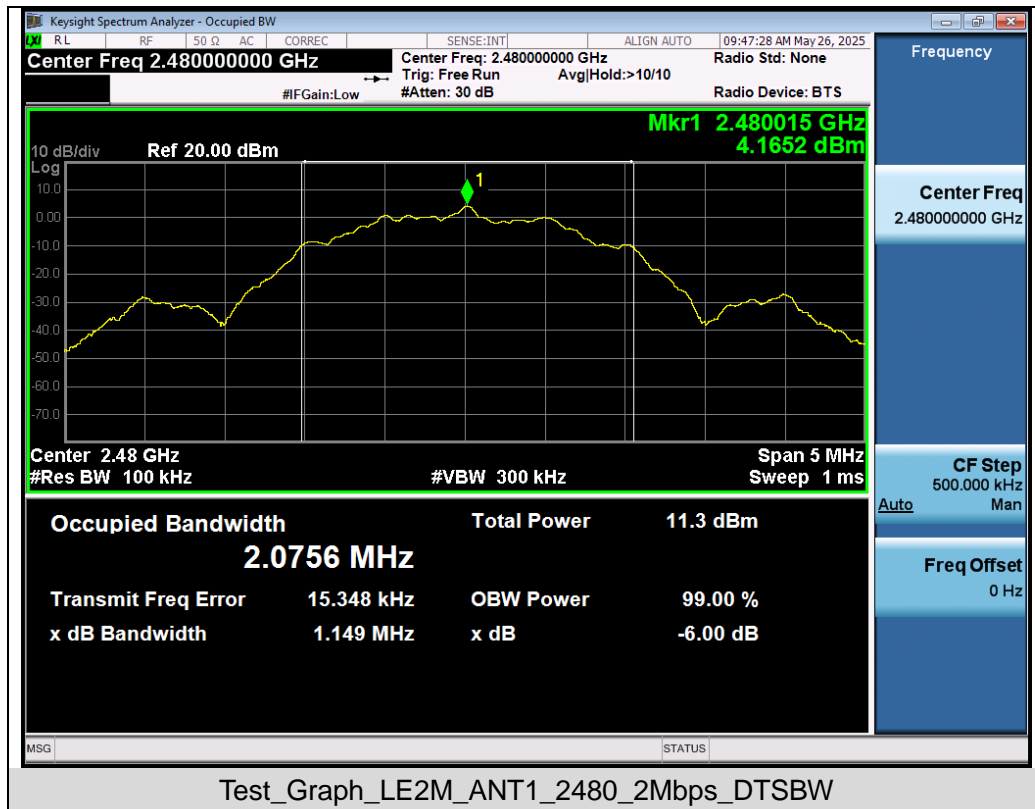 Keysight Spectrum Analyzer - Occupied BW
LXI RL RF 50 Ω AC CORREC SENSE:INT ALIGN AUTO 09:47:28 AM May 26, 2025
Center Freq 2.480000000 GHz
Center Freq: 2.480000000 GHz Radio Std: None
Trig: Free Run Avg|Hold:>10/10
#IFGain:Low #Atten: 30 dB Radio Device: BTS
Frequency
Mkr1 2.480015 GHz
4.1652 dBm
10 dB/div Ref 20.00 dBm
Log
10.0
0.00
-10.0
-20.0
-30.0
-40.0
-50.0
-60.0
-70.0
1
Center 2.48 GHz Span 5 MHz
#Res BW 100 kHz #VBW 300 kHz Sweep 1 ms
Center Freq
2.480000000 GHz
CF Step
500.000 kHz
Auto Man
Freq Offset
0 Hz
Occupied Bandwidth Total Power 11.3 dBm
2.0756 MHz
Transmit Freq Error 15.348 kHz OBW Power 99.00 %
x dB Bandwidth 1.149 MHz x dB -6.00 dB
MSG STATUS
Test_Graph_LE2M_ANT1_2480_2Mbps_DTSBW